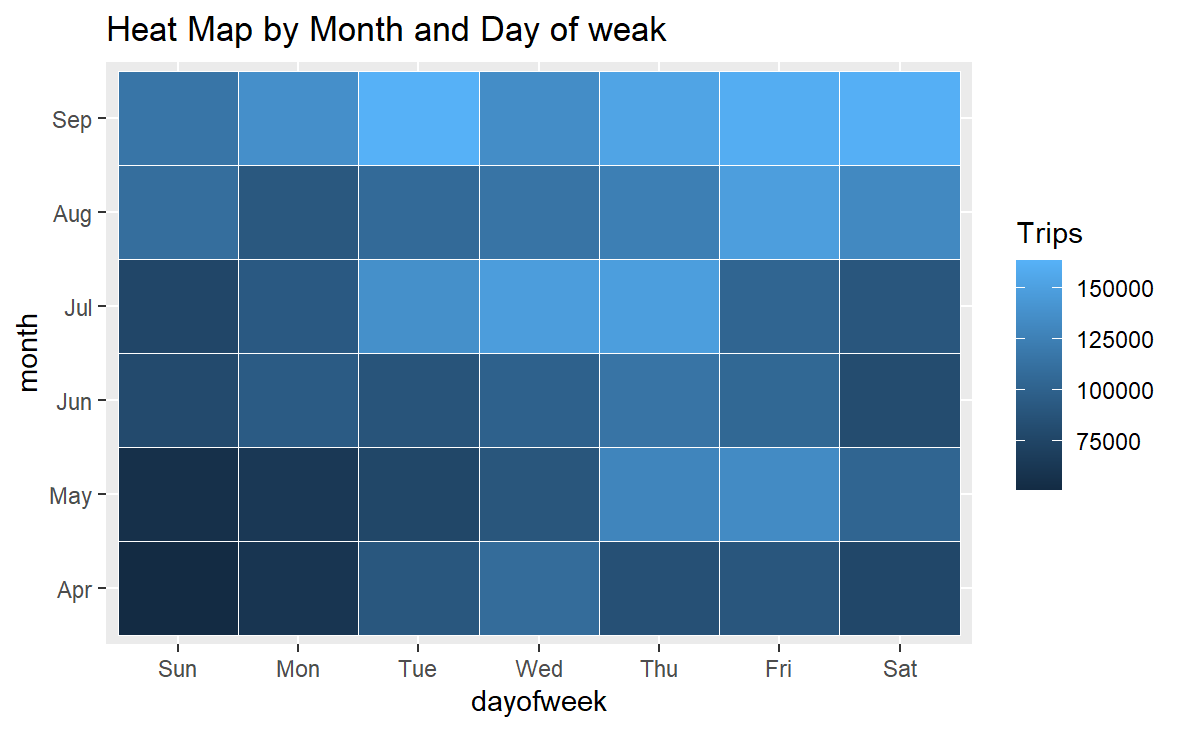 Heat Map by Month and Day of weak
Sep
Aug
Jul
Jun
May
Apr
month
Sun Mon Tue Wed Thu Fri Sat
dayofweek
Trips
150000
125000
100000
75000